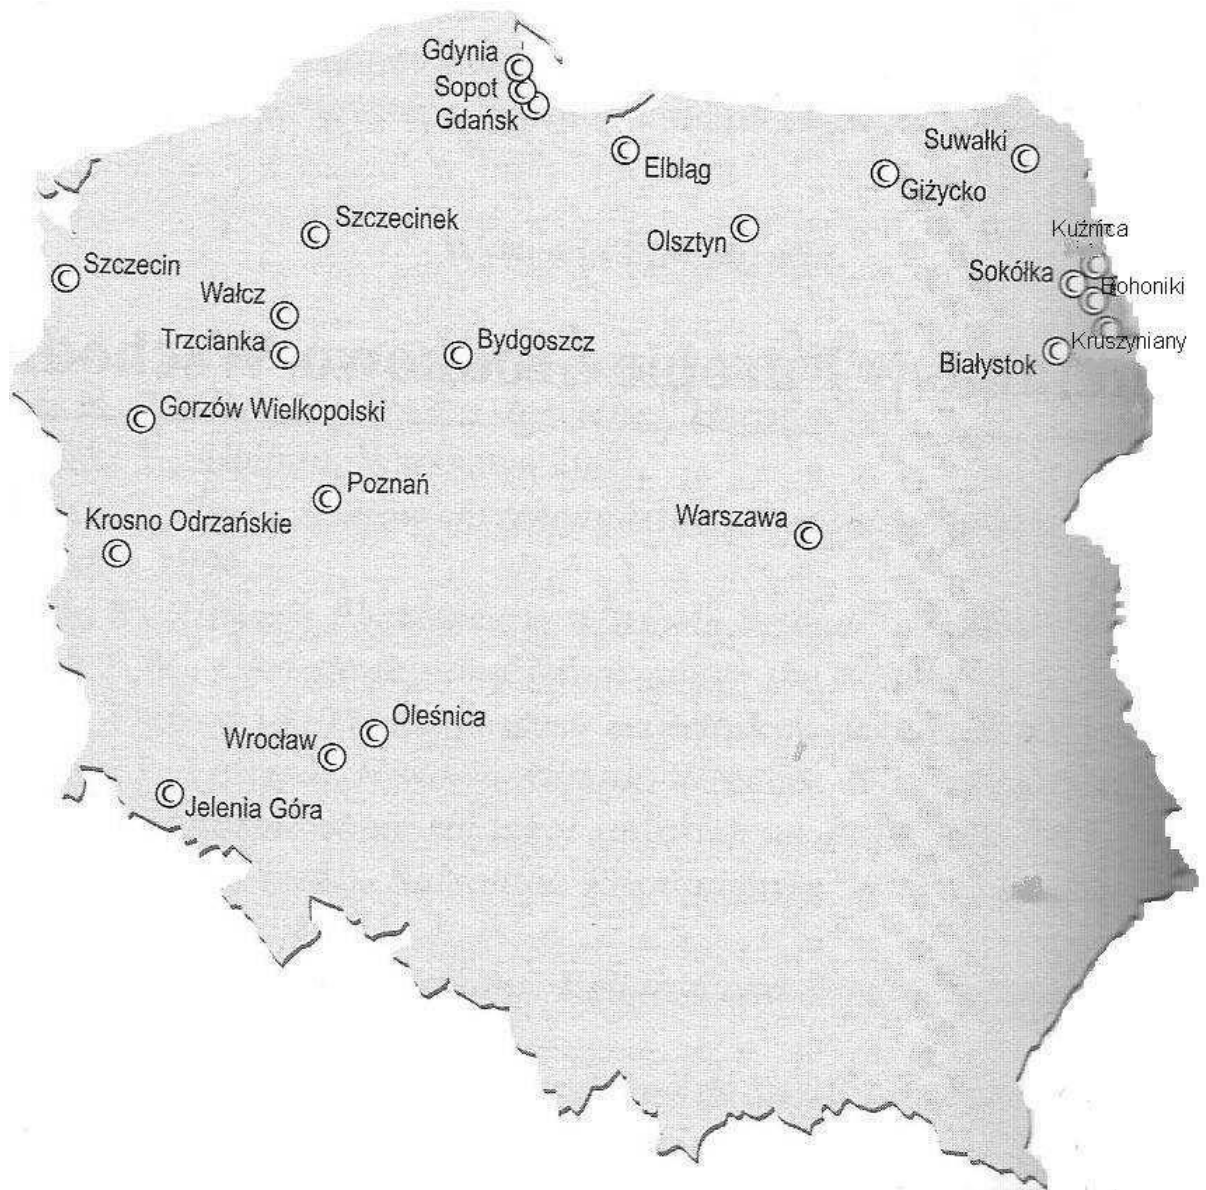 Gdynia
Sopot
Gdańsk
Suwałki
Elbląg
Giżycko
Szczecinek
Kuźnica
Olsztyn
Szczecin
Sokółka
Bohoniki
Wałcz
Trzcianka
Bydgoszcz
Kruszyniany
Białystok
Gorzów Wielkopolski
Poznań
Krosno Odrzańskie
Warszawa
Oleśnica
Wrocław
Jelenia Góra